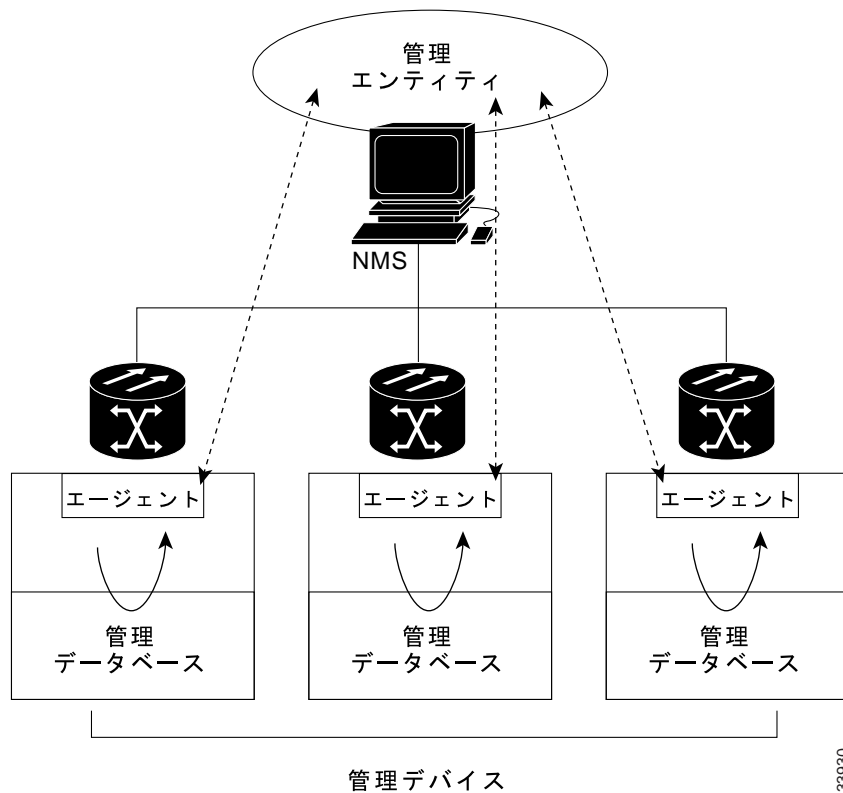 管理
エンティティ
NMS
エージェント
エージェント
エージェント
管理
データベース
管理
データベース
管理
データベース
管理デバイス
33930